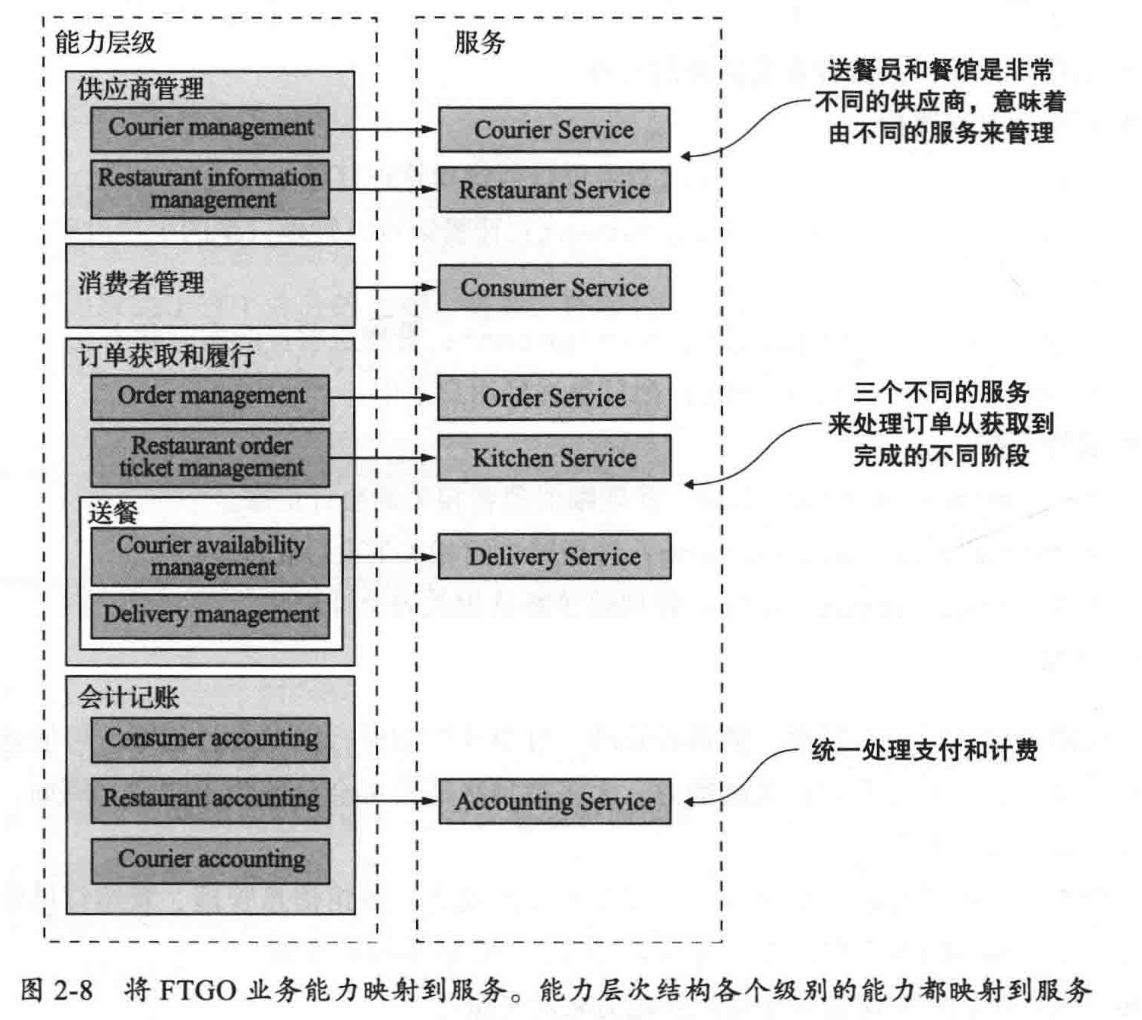 能力层级
供应商管理
Courier management
Restaurant information
management
消费者管理
订单获取和履行
Order management
Restaurant order
ticket management
送餐
Courier availability
management
Delivery management
会计记账
Consumer accounting
Restaurant accounting
Courier accounting
服务
Courier Service
Restaurant Service
Consumer Service
Order Service
Kitchen Service
Delivery Service
Accounting Service
送餐员和餐馆是非常
不同的供应商，意味着
由不同的服务来管理
三个不同的服务
来处理订单从获取到
完成的不同阶段
统一处理支付和计费
图 2-8 将 FTGO 业务能力映射到服务。能力层次结构各个级别的能力都映射到服务